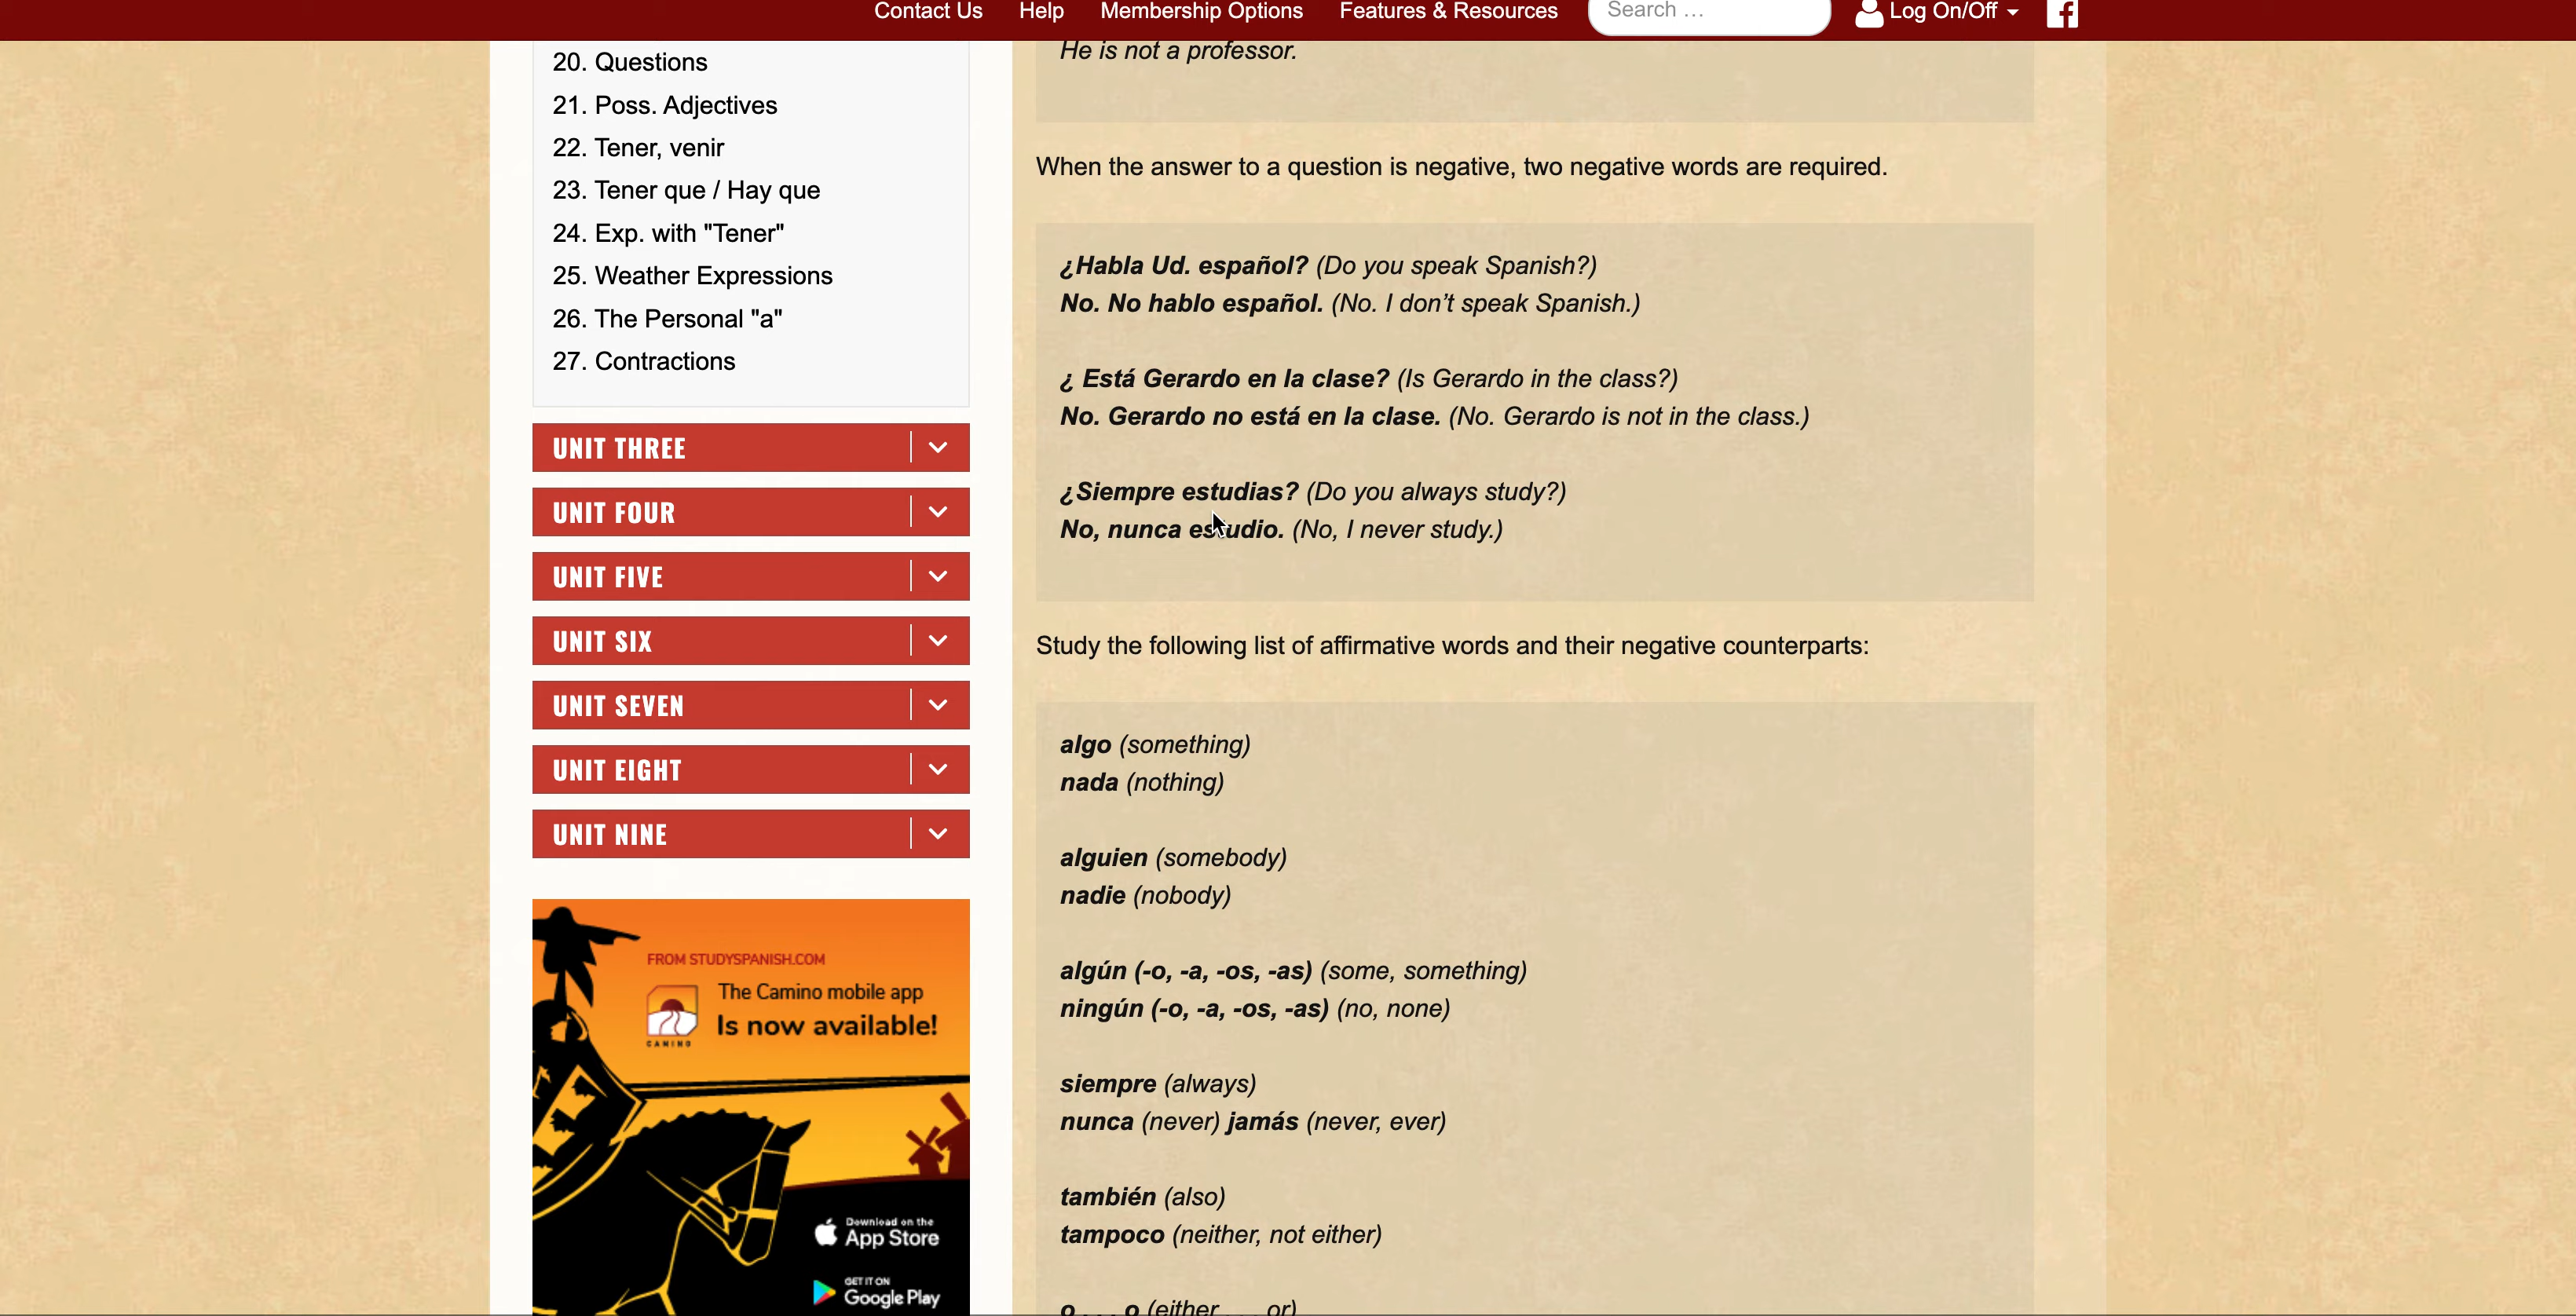 Contact Us Help Membership Options Features & Resources Search ... Log On/Off
20. Questions
21. Poss. Adjectives
22. Tener, venir
23. Tener que / Hay que
24. Exp. with "Tener"
25. Weather Expressions
26. The Personal "a"
27. Contractions
UNIT THREE
UNIT FOUR
UNIT FIVE
UNIT SIX
UNIT SEVEN
UNIT EIGHT
UNIT NINE
FROM STUDYSPANISH.COM
The Camino mobile app
Is now available!
CAMINO
Download on the
App Store
GET IT ON
Google Play
He is not a professor.
When the answer to a question is negative, two negative words are required.
¿Habla Ud. español? (Do you speak Spanish?)
No. No hablo español. (No. I don’t speak Spanish.)
¿ Está Gerardo en la clase? (Is Gerardo in the class?)
No. Gerardo no está en la clase. (No. Gerardo is not in the class.)
¿Siempre estudias? (Do you always study?)
No, nunca estudio. (No, I never study.)
Study the following list of affirmative words and their negative counterparts:
algo (something)
nada (nothing)
alguien (somebody)
nadie (nobody)
algún (-o, -a, -os, -as) (some, something)
ningún (-o, -a, -os, -as) (no, none)
siempre (always)
nunca (never) jamás (never, ever)
también (also)
tampoco (neither, not either)
o . . . o (either . . . or)